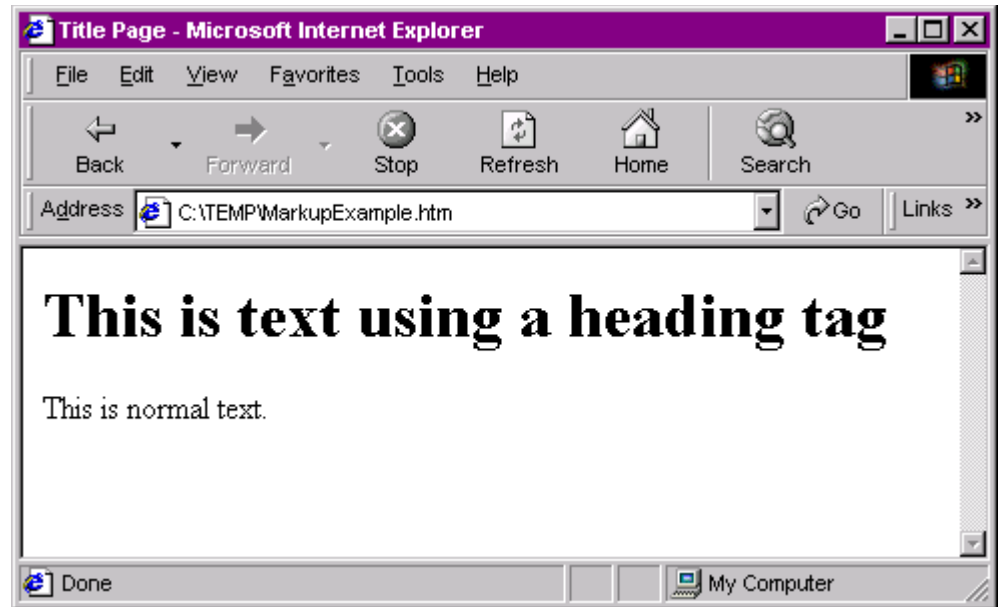 Title Page - Microsoft Internet Explorer
File Edit View Favorites Tools Help
Back Forward Stop Refresh Home Search »
Address C:\TEMP\MarkupExample.htm Go Links »
This is text using a heading tag
This is normal text.
Done My Computer